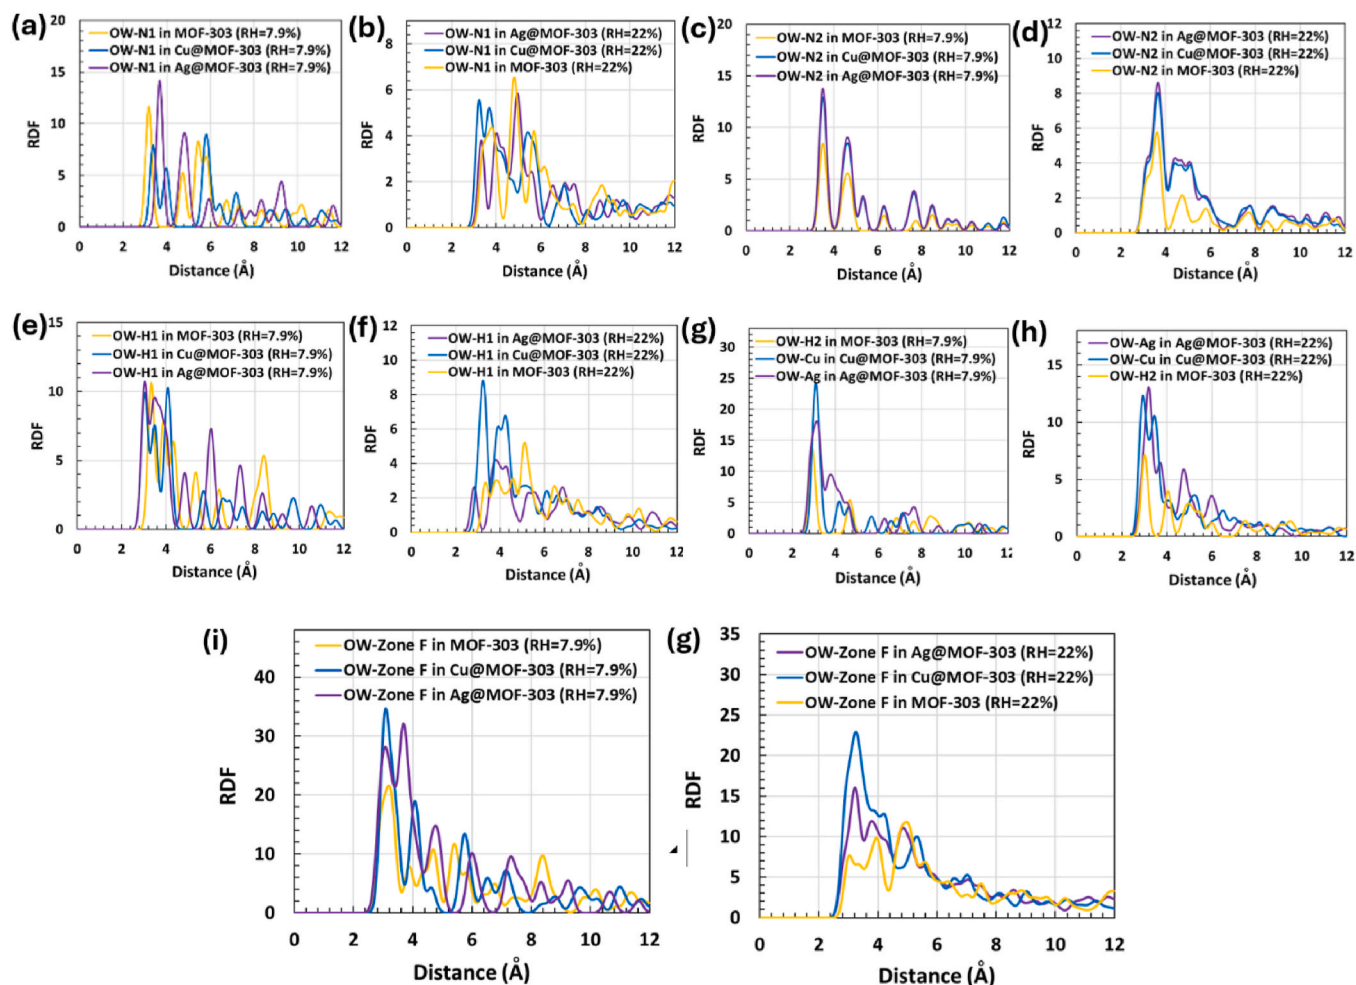 (a)
OW-N1 in MOF-303 (RH=7.9%)
OW-N1 in Cu@MOF-303 (RH=7.9%)
OW-N1 in Ag@MOF-303 (RH=7.9%)
20
15
10
5
0
RDF
0 2 4 6 8 10 12
Distance (Å)
(b)
OW-N1 in Ag@MOF-303 (RH=22%)
OW-N1 in Cu@MOF-303 (RH=22%)
OW-N1 in MOF-303 (RH=22%)
8
6
4
2
0
RDF
0 2 4 6 8 10 12
Distance (Å)
(c)
OW-N2 in MOF-303 (RH=7.9%)
OW-N2 in Cu@MOF-303 (RH=7.9%)
OW-N2 in Ag@MOF-303 (RH=7.9%)
20
15
10
5
0
RDF
0 2 4 6 8 10 12
Distance (Å)
(d)
OW-N2 in Ag@MOF-303 (RH=22%)
OW-N2 in Cu@MOF-303 (RH=22%)
OW-N2 in MOF-303 (RH=22%)
12
10
8
6
4
2
0
RDF
0 2 4 6 8 10 12
Distance (Å)
(e)
OW-H1 in MOF-303 (RH=7.9%)
OW-H1 in Cu@MOF-303 (RH=7.9%)
OW-H1 in Ag@MOF-303 (RH=7.9%)
15
10
5
0
RDF
0 2 4 6 8 10 12
Distance (Å)
(f)
OW-H1 in Ag@MOF-303 (RH=22%)
OW-H1 in Cu@MOF-303 (RH=22%)
OW-H1 in MOF-303 (RH=22%)
12
10
8
6
4
2
0
RDF
0 2 4 6 8 10 12
Distance (Å)
(g)
OW-H2 in MOF-303 (RH=7.9%)
OW-Cu in Cu@MOF-303 (RH=7.9%)
OW-Ag in Ag@MOF-303 (RH=7.9%)
30
25
20
15
10
5
0
RDF
0 2 4 6 8 10 12
Distance (Å)
(h)
OW-Ag in Ag@MOF-303 (RH=22%)
OW-Cu in Cu@MOF-303 (RH=22%)
OW-H2 in MOF-303 (RH=22%)
15
10
5
0
RDF
0 2 4 6 8 10 12
Distance (Å)
(i)
OW-Zone F in MOF-303 (RH=7.9%)
OW-Zone F in Cu@MOF-303 (RH=7.9%)
OW-Zone F in Ag@MOF-303 (RH=7.9%)
40
30
20
10
0
RDF
0 2 4 6 8 10 12
Distance (Å)
(g)
OW-Zone F in Ag@MOF-303 (RH=22%)
OW-Zone F in Cu@MOF-303 (RH=22%)
OW-Zone F in MOF-303 (RH=22%)
35
30
25
20
15
10
5
0
RDF
0 2 4 6 8 10 12
Distance (Å)